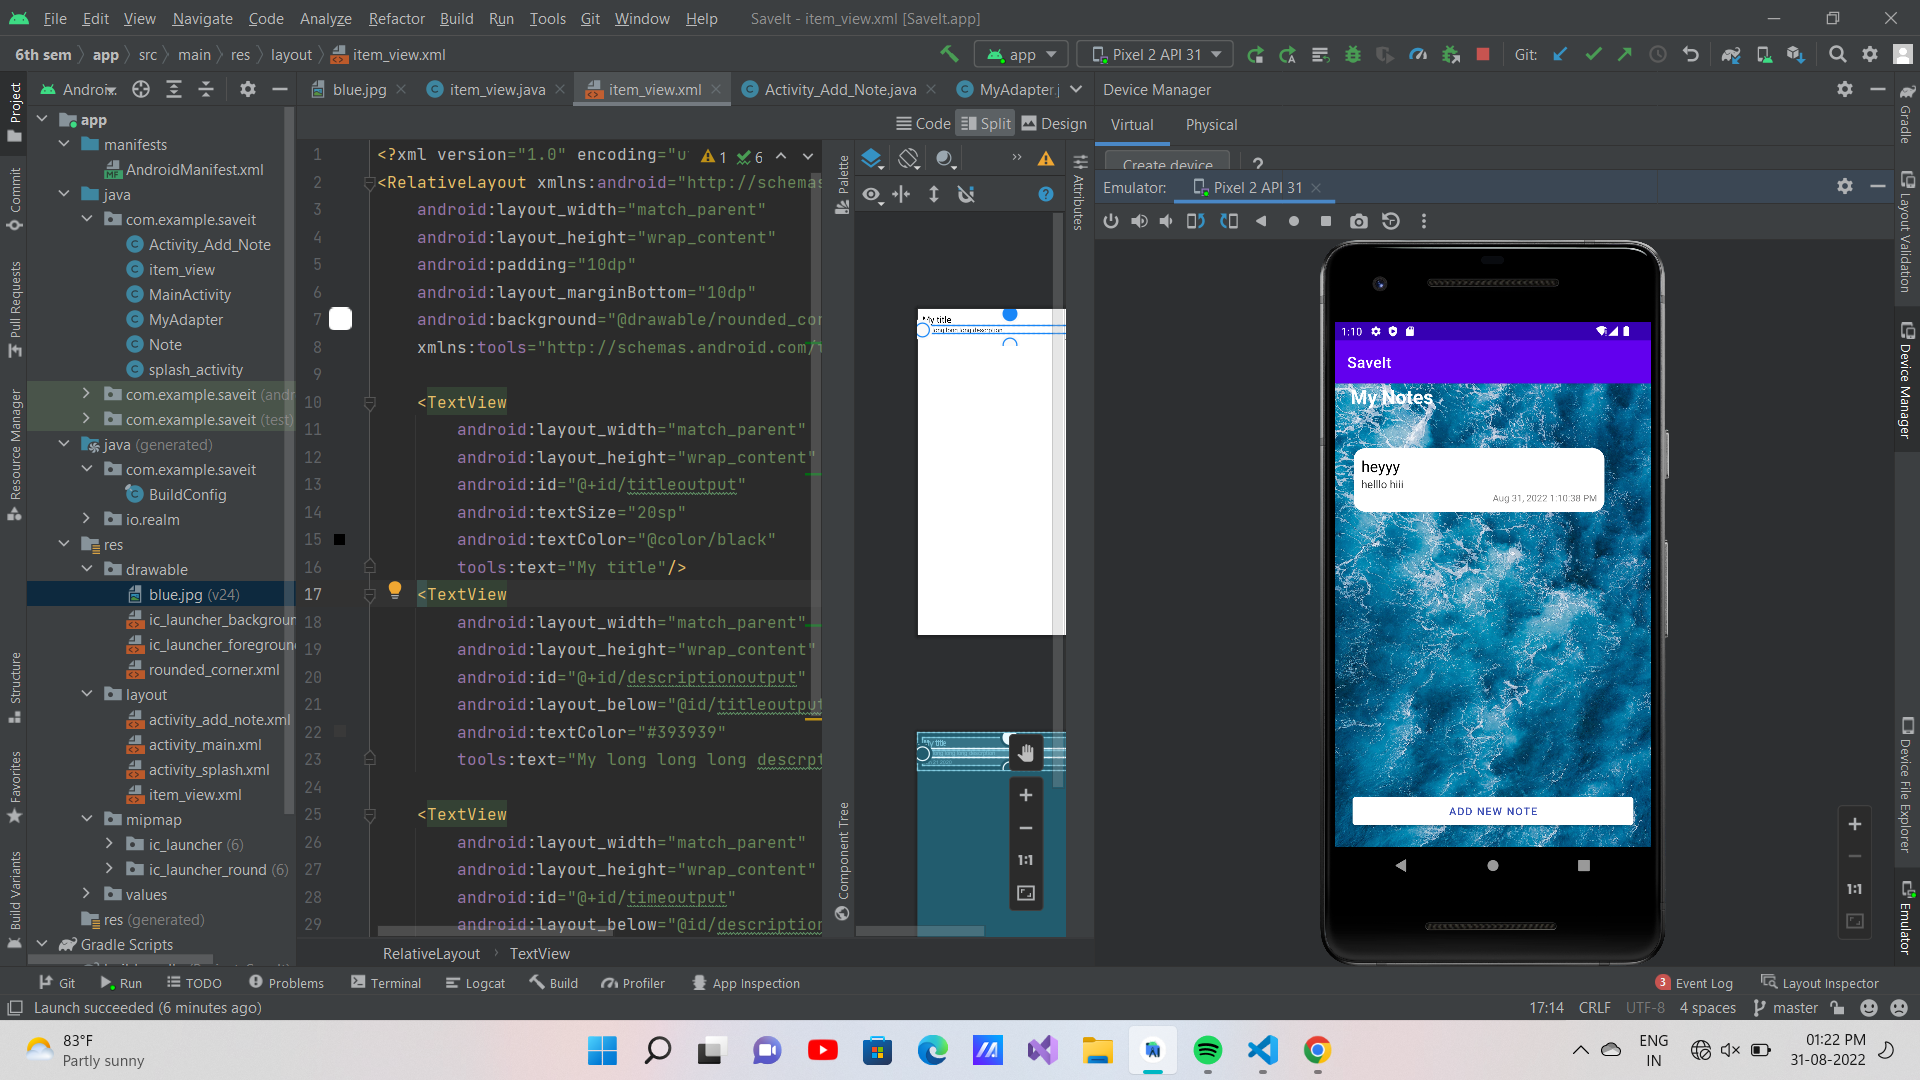 File Edit View Navigate Code Analyze Refactor Build Run Tools Git Window Help SaveIt - item_view.xml [SaveIt.app]
6th sem app src main res layout item_view.xml app Pixel 2 API 31 Git:
Project
Commit
Pull Requests
Resource Manager
Structure
Favorites
Build Variants
Android
app
manifests
AndroidManifest.xml
java
com.example.saveit
Activity_Add_Note
item_view
MainActivity
MyAdapter
Note
splash_activity
com.example.saveit (andr
com.example.saveit (test)
java (generated)
com.example.saveit
BuildConfig
io.realm
res
drawable
blue.jpg (v24)
ic_launcher_backgroun
ic_launcher_foreground
rounded_corner.xml
layout
activity_add_note.xml
activity_main.xml
activity_splash.xml
item_view.xml
mipmap
ic_launcher (6)
ic_launcher_round (6)
values
res (generated)
Gradle Scripts
blue.jpg item_view.java item_view.xml Activity_Add_Note.java MyAdapter.j
Code Split Design
1 <?xml version="1.0" encoding="u 1 6
2 <RelativeLayout xmlns:android="http://schemas
3 android:layout_width="match_parent"
4 android:layout_height="wrap_content"
5 android:padding="10dp"
6 android:layout_marginBottom="10dp"
7 android:background="@drawable/rounded_cor
8 xmlns:tools="http://schemas.android.com/t
9
10 <TextView
11 android:layout_width="match_parent"
12 android:layout_height="wrap_content"
13 android:id="@+id/titleoutput"
14 android:textSize="20sp"
15 android:textColor="@color/black"
16 tools:text="My title"/>
17 <TextView
18 android:layout_width="match_parent"
19 android:layout_height="wrap_content"
20 android:id="@+id/descriptionoutput"
21 android:layout_below="@id/titleoutput
22 android:textColor="#393939"
23 tools:text="My long long long descrpt
24
25 <TextView
26 android:layout_width="match_parent"
27 android:layout_height="wrap_content"
28 android:id="@+id/timeoutput"
29 android:layout_below="@id/description
RelativeLayout TextView
Palette
Component Tree
Attributes
My title
My title
1:1
Device Manager
Virtual Physical
Create device ?
Emulator: Pixel 2 API 31
1:10
SaveIt
My Notes
heyyy
helllo hiii
Aug 31, 2022 1:10:38 PM
ADD NEW NOTE
1:1
Gradle
Layout Validation
Device Manager
Device File Explorer
Emulator
Git Run TODO Problems Terminal Logcat Build Profiler App Inspection 3 Event Log Layout Inspector
Launch succeeded (6 minutes ago) 17:14 CRLF UTF-8 4 spaces master
83°F
Partly sunny
ENG
IN
01:22 PM
31-08-2022